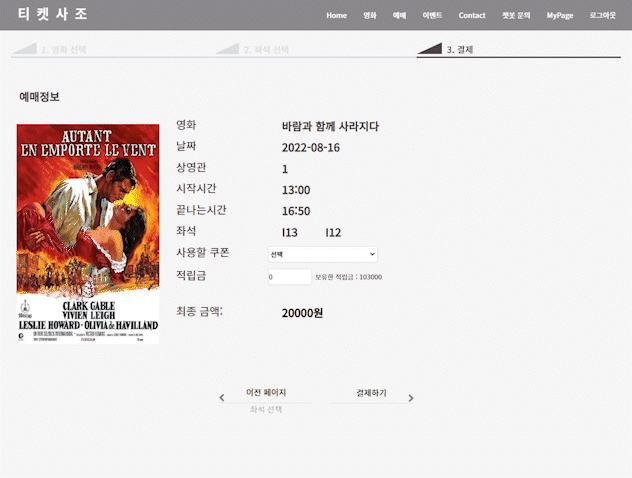 티켓사조
Home 영화 예매 이벤트 Contact 챗봇 문의 MyPage 로그아웃
1. 영화 선택 2. 좌석 선택 3. 결제
예매정보
AUTANT
EN EMPORTE LE VENT
CLARK GABLE
VIVIEN LEIGH
LESLIE HOWARD · OLIVIA de HAVILLAND
영화 바람과 함께 사라지다
날짜 2022-08-16
상영관 1
시작시간 13:00
끝나는시간 16:50
좌석 I13 I12
사용할 쿠폰 선택
적립금 0 보유한 적립금 : 103000
최종 금액: 20000원
이전 페이지 결제하기
좌석 선택